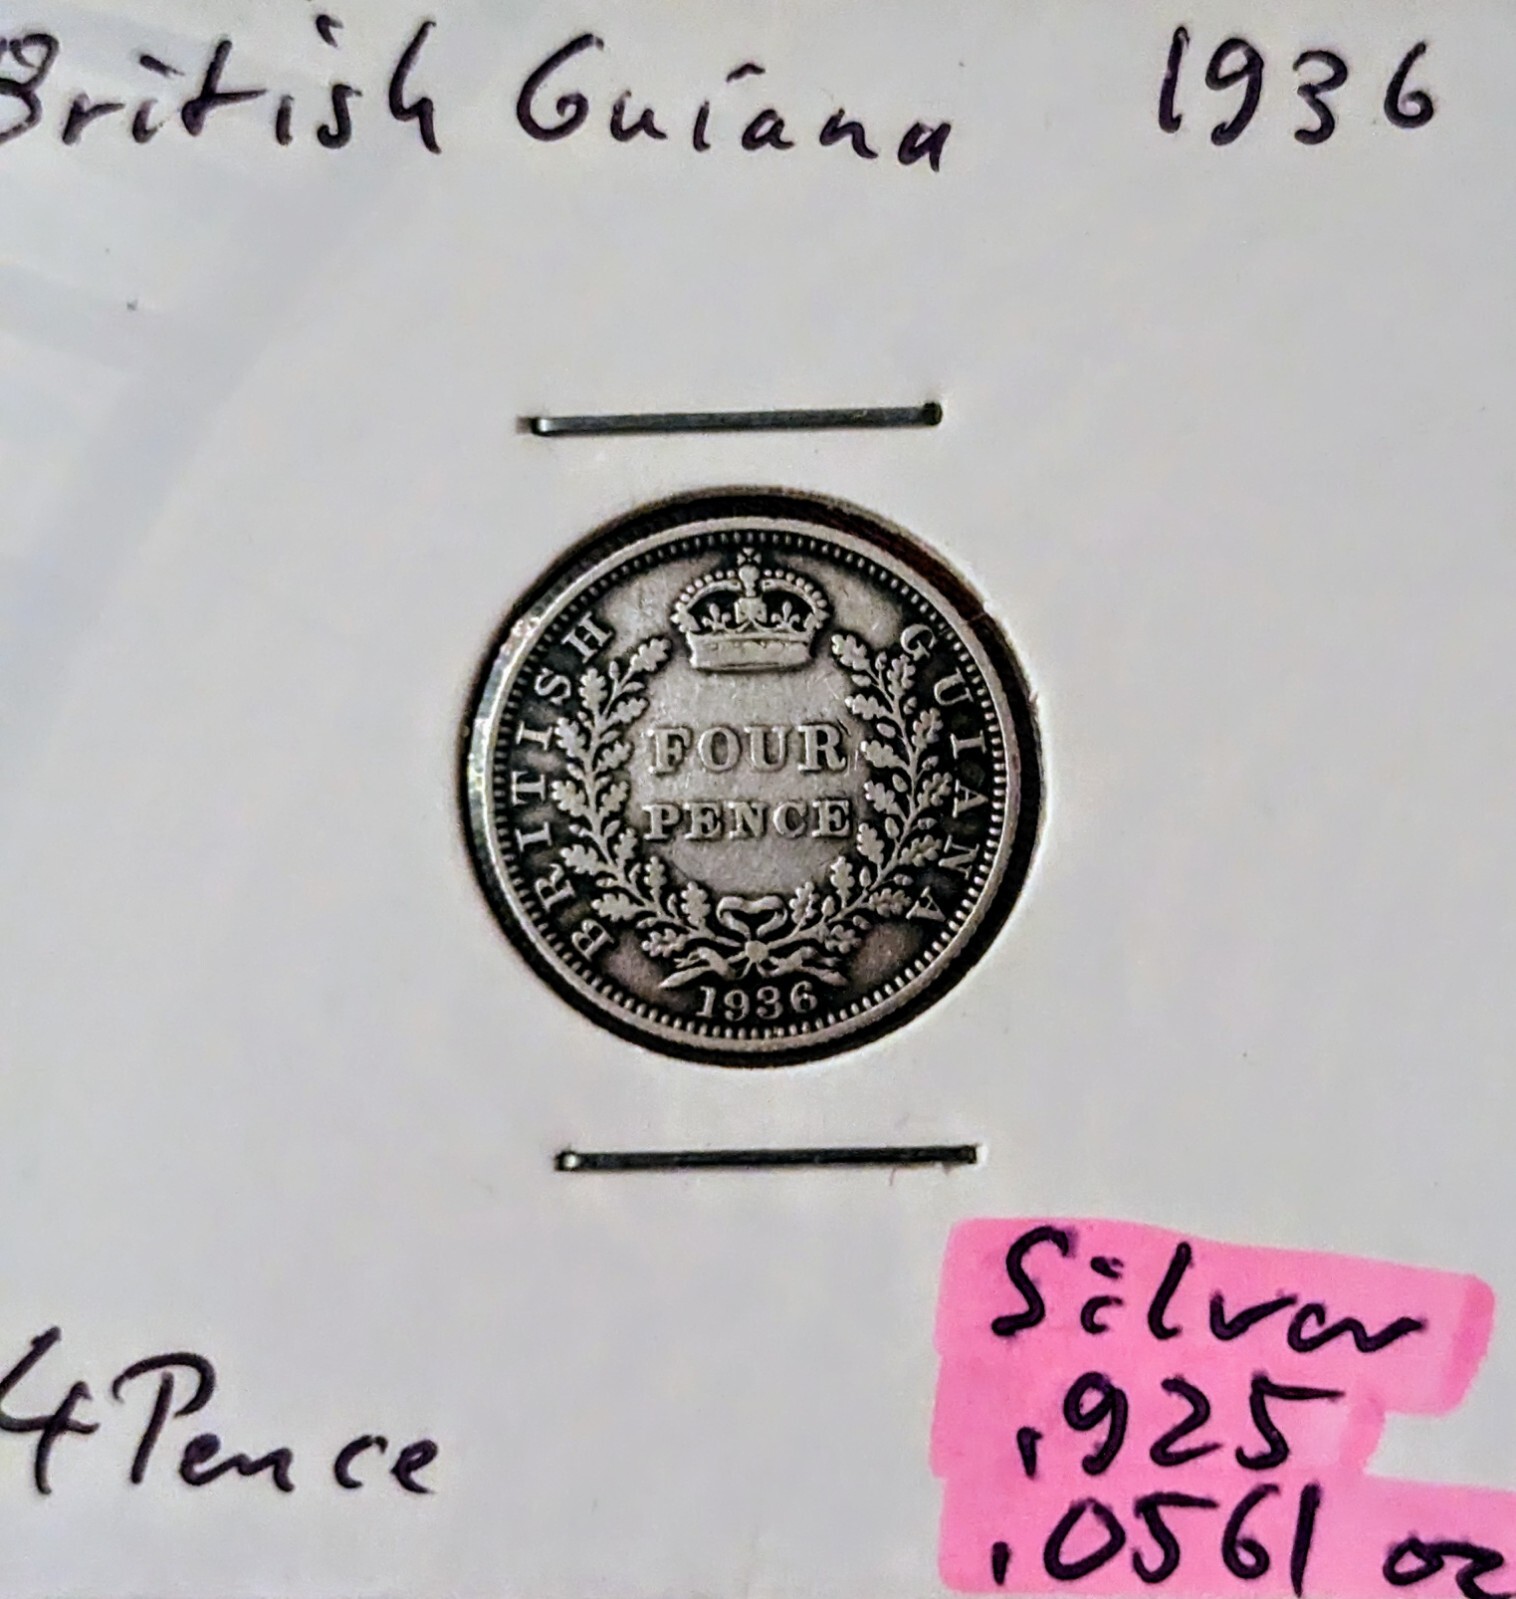 British Guiana 1936
BRITISH GUIANA
FOUR
PENCE
1936
4 Pence
Silver
.925
.0561 oz